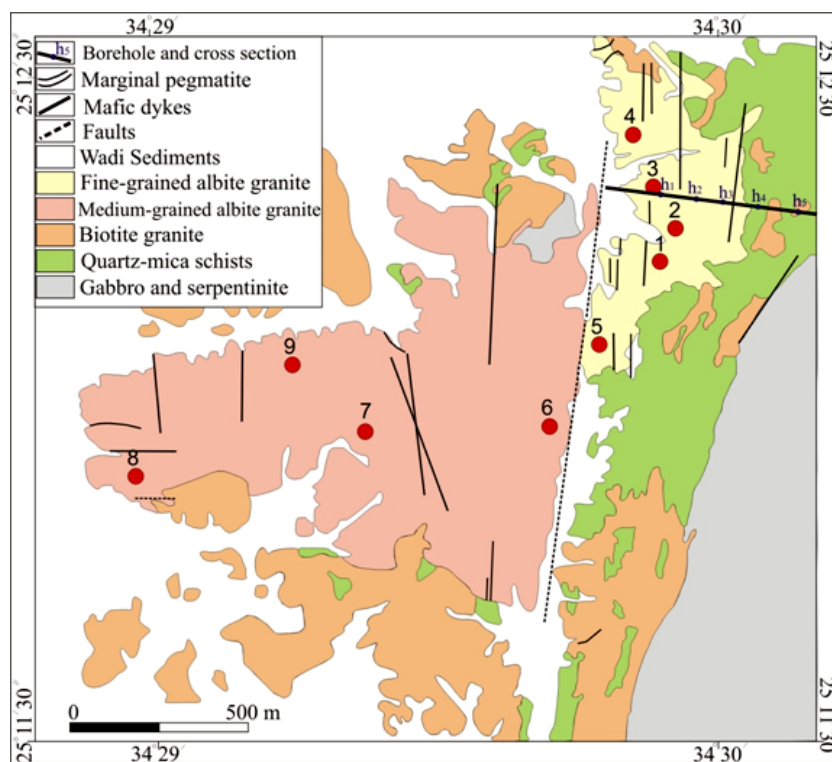 34°29 34°30
25°12 30 25°12 30
h5 Borehole and cross section
Marginal pegmatite
Mafic dykes
Faults
Wadi Sediments
Fine-grained albite granite
Medium-grained albite granite
Biotite granite
Quartz-mica schists
Gabbro and serpentinite
4
3
h1 h2 h3 h4 h5
2
1
5
9
6
7
8
0 500 m
25°11 30 25°11 30
34°29 34°30